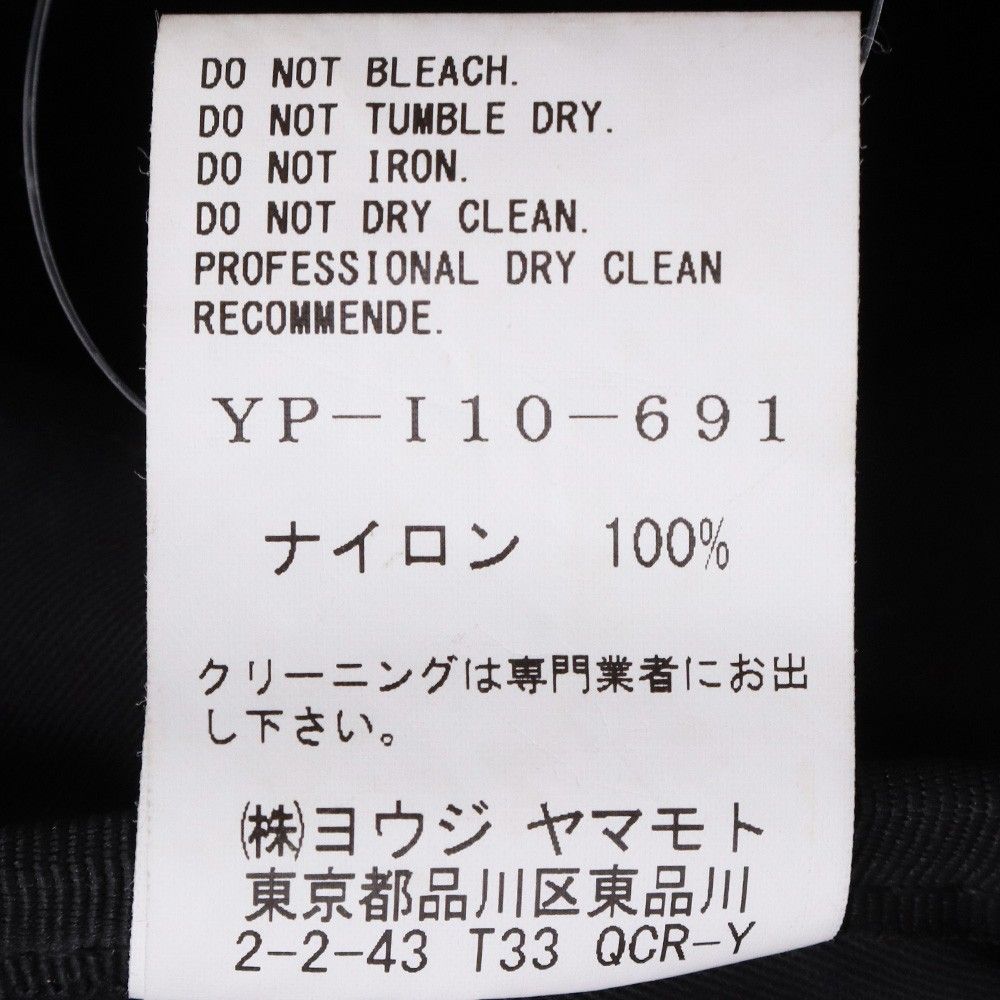 DO NOT BLEACH.
DO NOT TUMBLE DRY.
DO NOT IRON.
DO NOT DRY CLEAN.
PROFESSIONAL DRY CLEAN
RECOMMENDE.
YP-I10-691
ナイロン 100%
クリーニングは専門業者にお出
し下さい。
㈱ヨウジ ヤマモト
東京都品川区東品川
2-2-43 T33 QCR-Y